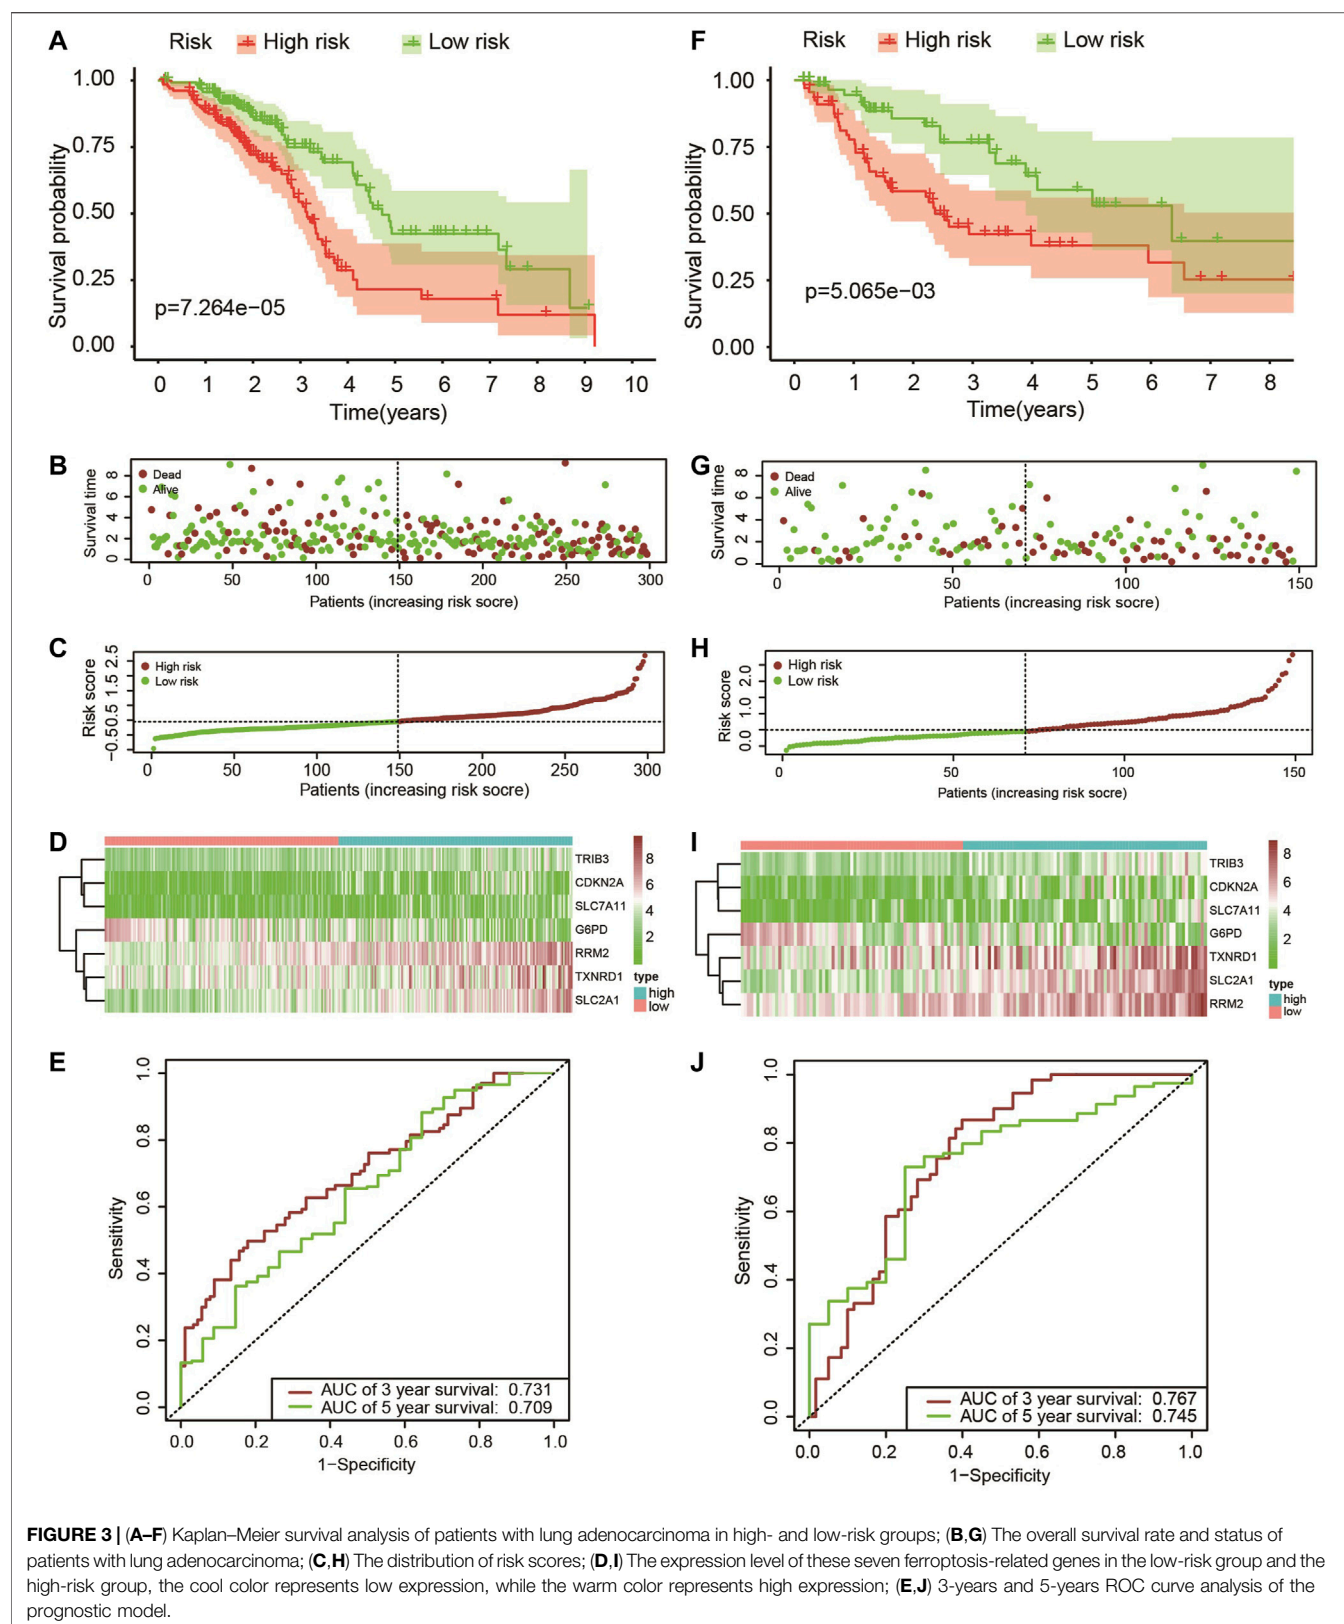 A Risk High risk Low risk
1.00
0.75
0.50
0.25
0.00
Survival probability
p=7.264e−05
0 1 2 3 4 5 6 7 8 9 10
Time(years)
F Risk High risk Low risk
1.00
0.75
0.50
0.25
0.00
Survival probability
p=5.065e−03
0 1 2 3 4 5 6 7 8
Time(years)
B
Survival time
0 2 4 6 8
Dead
Alive
0 50 100 150 200 250 300
Patients (increasing risk socre)
G
Survival time
0 2 4 6 8
Dead
Alive
0 50 100 150
Patients (increasing risk socre)
C
Risk score
−0.5 0.5 1.5 2.5
High risk
Low risk
0 50 100 150 200 250 300
Patients (increasing risk socre)
H
Risk score
0.0 1.0 2.0
High risk
Low risk
0 50 100 150
Patients (increasing risk socre)
D
TRIB3
CDKN2A
SLC7A11
G6PD
RRM2
TXNRD1
SLC2A1
8
6
4
2
type
high
low
I
TRIB3
CDKN2A
SLC7A11
G6PD
TXNRD1
SLC2A1
RRM2
8
6
4
2
type
high
low
E
Sensitivity
0.0 0.2 0.4 0.6 0.8 1.0
AUC of 3 year survival: 0.731
AUC of 5 year survival: 0.709
0.0 0.2 0.4 0.6 0.8 1.0
1−Specificity
J
Sensitivity
0.0 0.2 0.4 0.6 0.8 1.0
AUC of 3 year survival: 0.767
AUC of 5 year survival: 0.745
0.0 0.2 0.4 0.6 0.8 1.0
1−Specificity
FIGURE 3 | (A–F) Kaplan–Meier survival analysis of patients with lung adenocarcinoma in high- and low-risk groups; (B,G) The overall survival rate and status of
patients with lung adenocarcinoma; (C,H) The distribution of risk scores; (D,I) The expression level of these seven ferroptosis-related genes in the low-risk group and the
high-risk group, the cool color represents low expression, while the warm color represents high expression; (E,J) 3-years and 5-years ROC curve analysis of the
prognostic model.